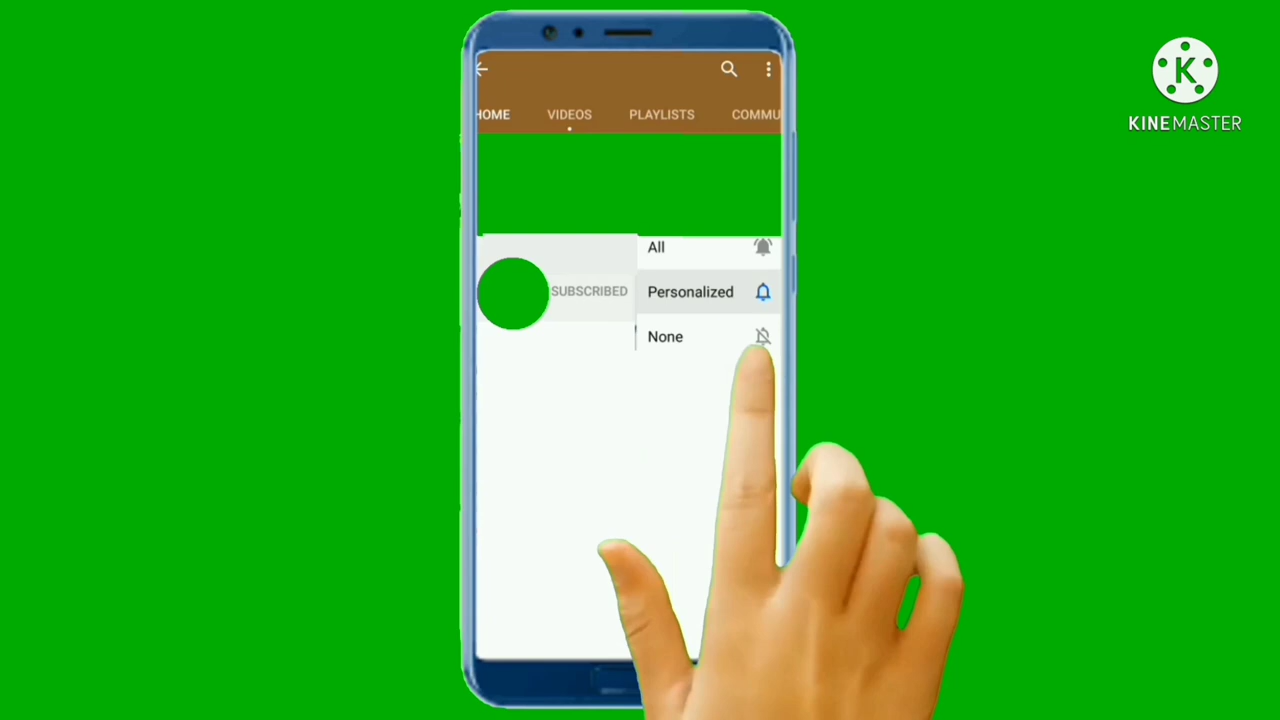 KINEMASTER
HOME VIDEOS PLAYLISTS COMMU
All
SUBSCRIBED
Personalized
None